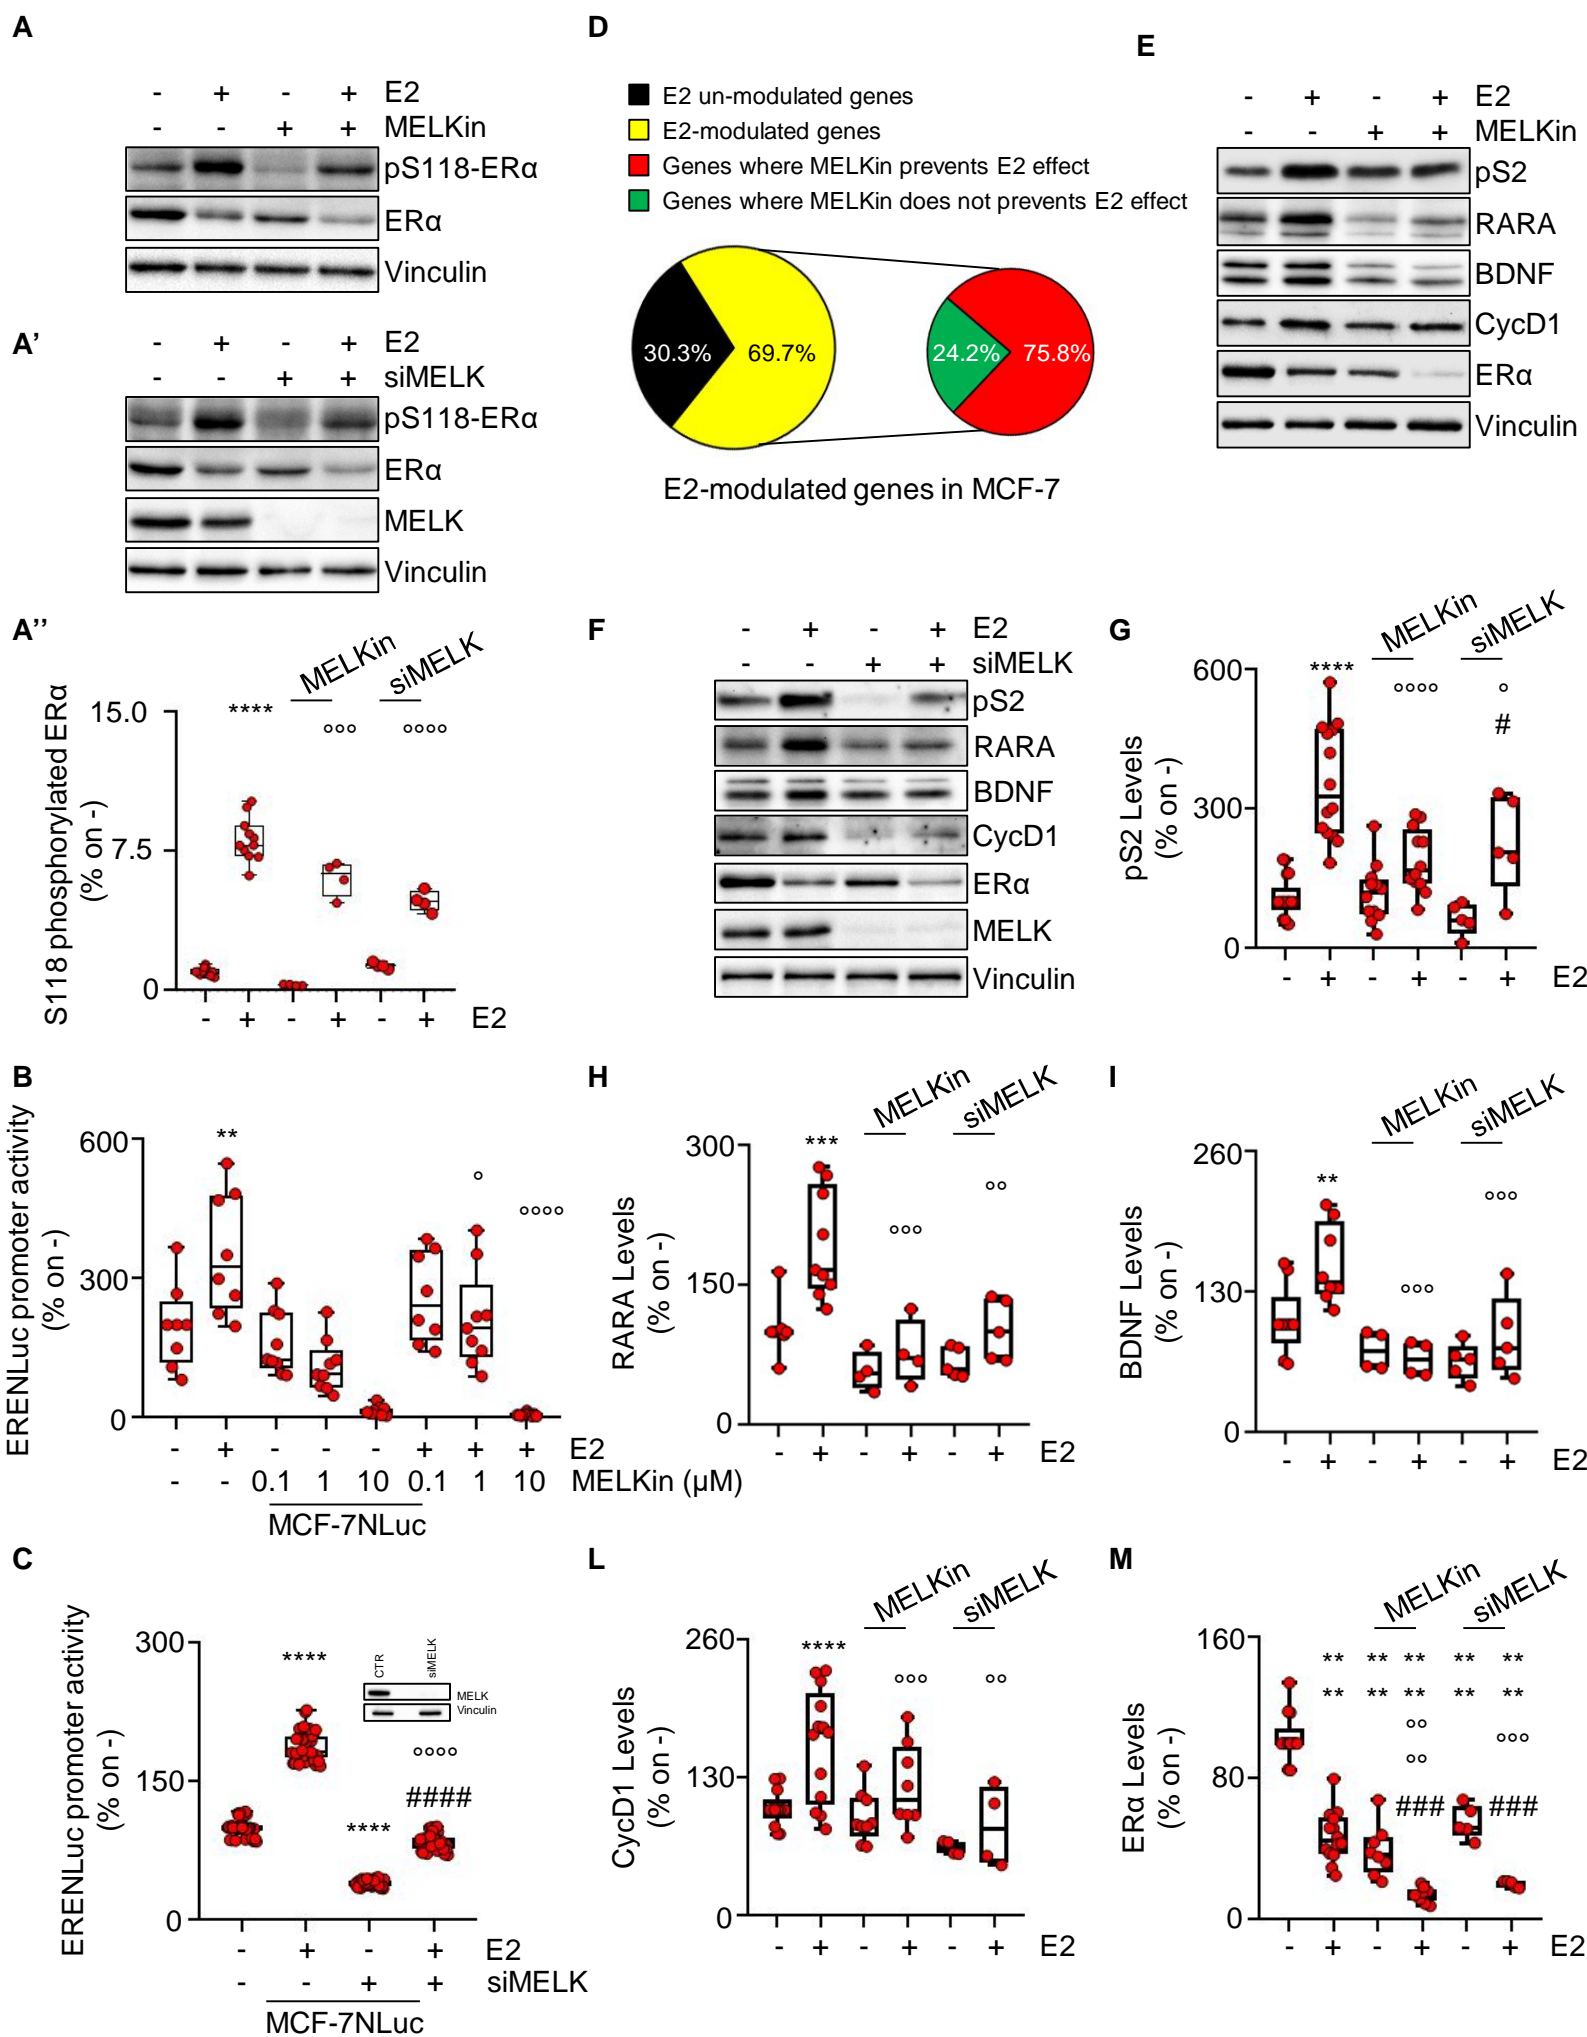 A
- + - + E2
- - + + MELKin
pS118-ERα
ERα
Vinculin
A’
- + - + E2
- - + + siMELK
pS118-ERα
ERα
MELK
Vinculin
A’’
MELKin
siMELK
S118 phosphorylated ERα
(% on -)
15.0
7.5
0
****
°°°
°°°°
- + - + - + E2
B
ERENLuc promoter activity
(% on -)
600
300
0
**
°
°°°°
- + - - - + + + E2
- - 0.1 1 10 0.1 1 10 MELKin (µM)
MCF-7NLuc
C
ERENLuc promoter activity
(% on -)
300
150
0
****
****
°°°°
####
CTR
siMELK
MELK
Vinculin
- + - + E2
- - + + siMELK
MCF-7NLuc
D
E2 un-modulated genes
E2-modulated genes
Genes where MELKin prevents E2 effect
Genes where MELKin does not prevents E2 effect
30.3%
69.7%
24.2%
75.8%
E2-modulated genes in MCF-7
E
- + - + E2
- - + + MELKin
pS2
RARA
BDNF
CycD1
ERα
Vinculin
F
- + - + E2
- - + + siMELK
pS2
RARA
BDNF
CycD1
ERα
MELK
Vinculin
G
MELKin
siMELK
pS2 Levels
(% on -)
600
300
0
****
°°°°
°
#
- + - + - + E2
H
MELKin
siMELK
RARA Levels
(% on -)
300
150
0
***
°°°
°°
- + - + - + E2
I
MELKin
siMELK
BDNF Levels
(% on -)
260
130
0
**
°°°
°°°
- + - + - + E2
L
MELKin
siMELK
CycD1 Levels
(% on -)
260
130
0
****
°°°
°°
- + - + - + E2
M
MELKin
siMELK
ERα Levels
(% on -)
160
80
0
** ** ** ** **
** ** ** ** **
°°
°°
°°°
### ###
- + - + - + E2